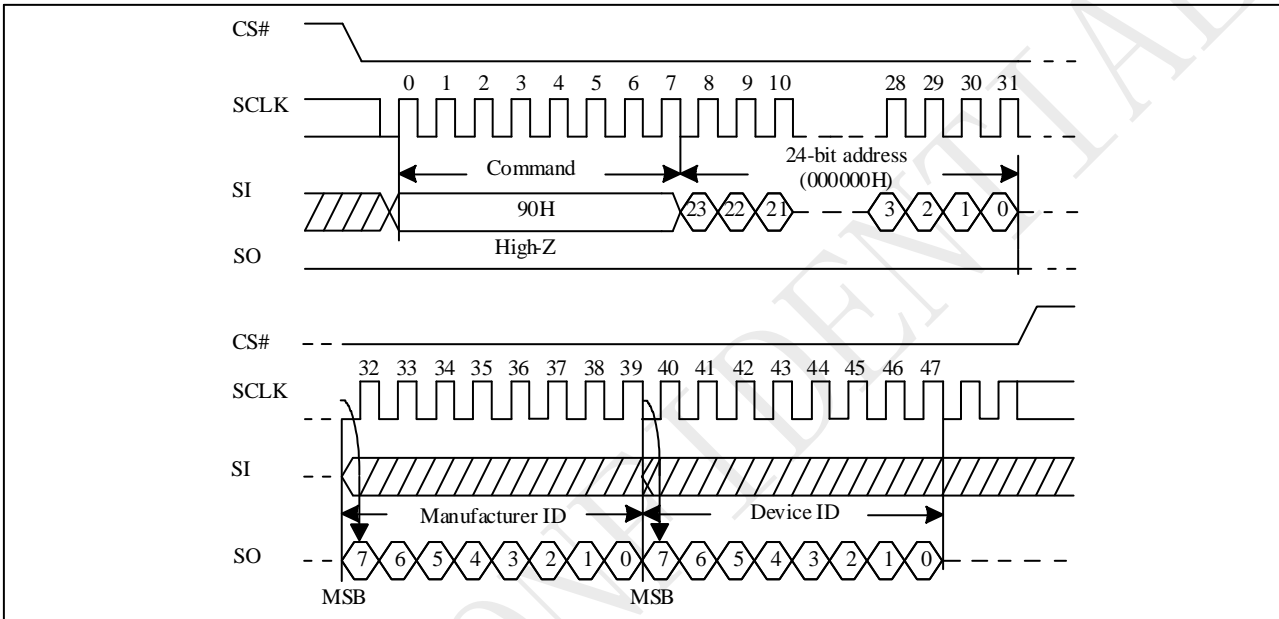 CS#
0 1 2 3 4 5 6 7 8 9 10 28 29 30 31
SCLK
Command 24-bit address
(000000H)
SI
90H 23 22 21 3 2 1 0
High-Z
SO
CS#
32 33 34 35 36 37 38 39 40 41 42 43 44 45 46 47
SCLK
SI
Manufacturer ID Device ID
SO 7 6 5 4 3 2 1 0 7 6 5 4 3 2 1 0
MSB MSB